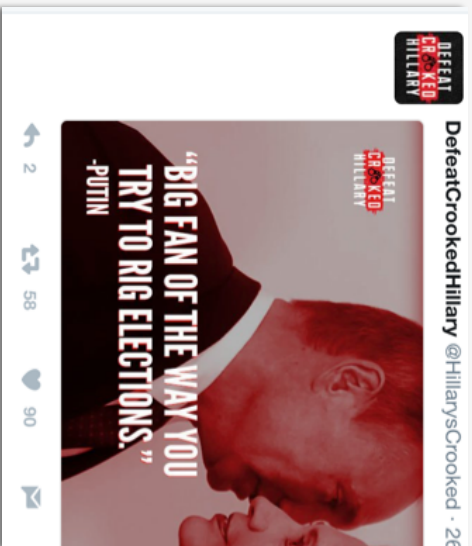 DEFEAT
CROOKED
HILLARY
DefeatCrookedHillary @HillarysCrooked · 26
DEFEAT
CROOKED
HILLARY
“BIG FAN OF THE WAY YOU
TRY TO RIG ELECTIONS.”
-PUTIN
2 58 90